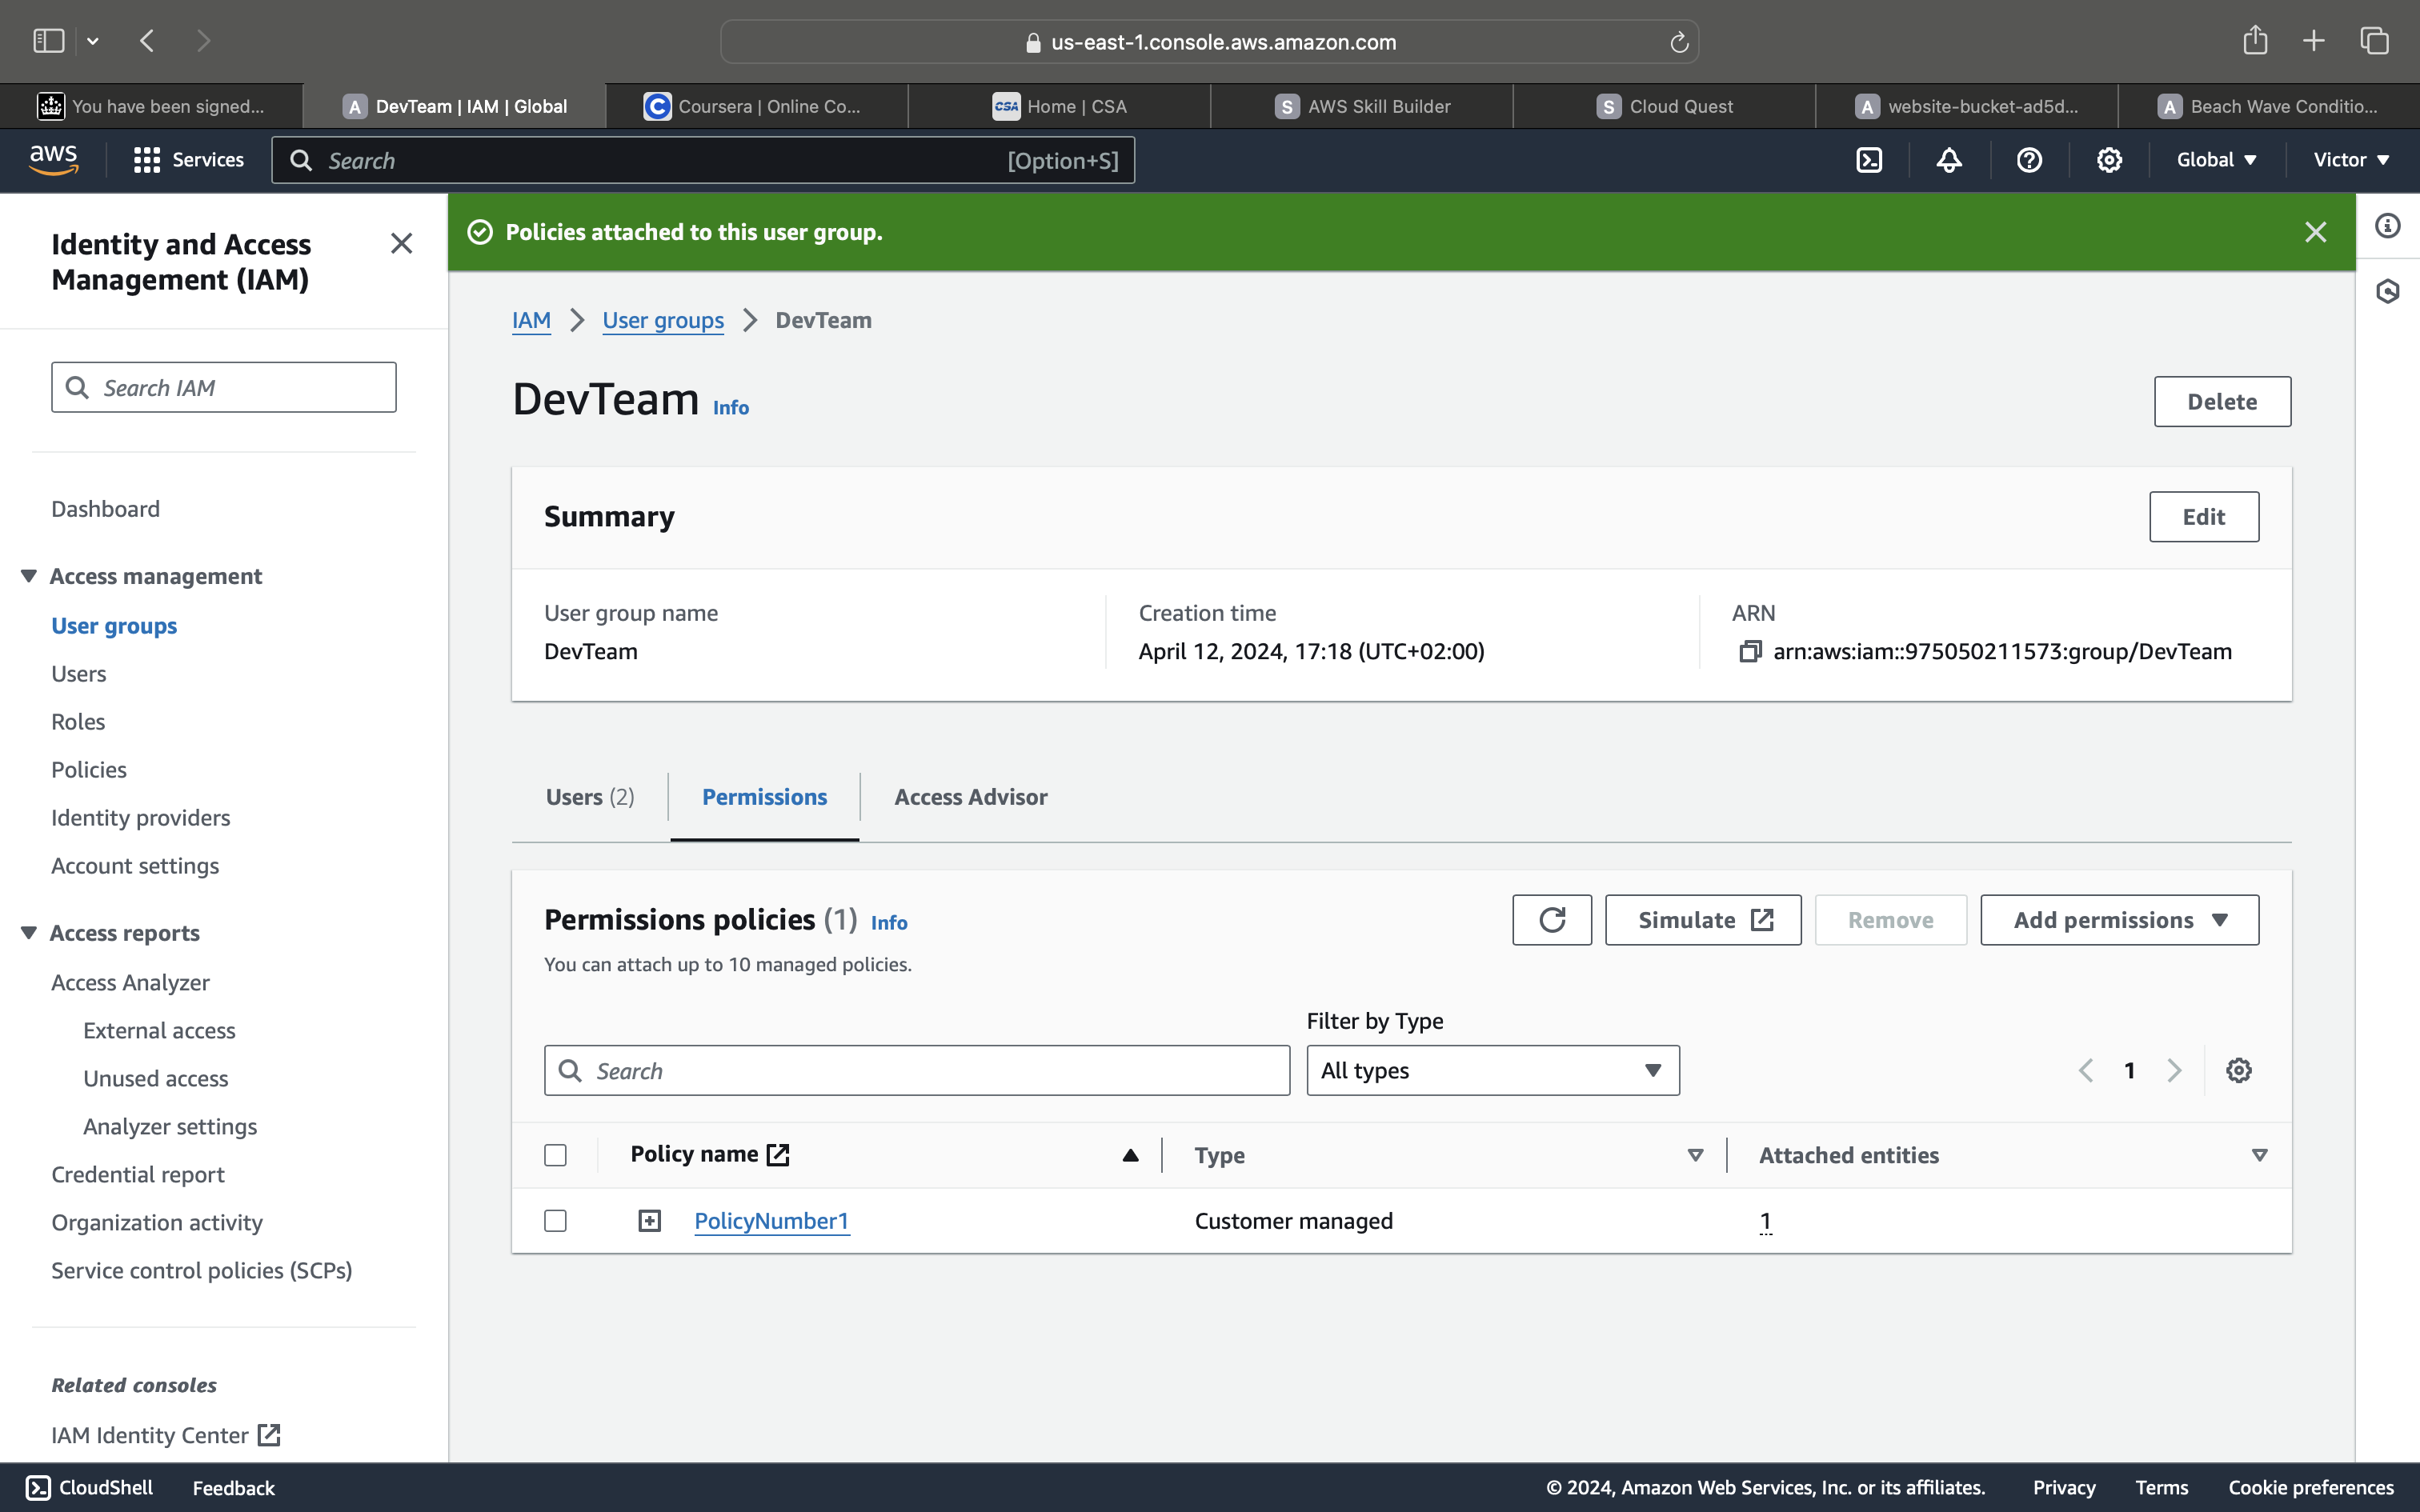 us-east-1.console.aws.amazon.com
You have been signed...
A DevTeam | IAM | Global
C Coursera | Online Co...
CSA Home | CSA
S AWS Skill Builder
S Cloud Quest
A website-bucket-ad5d...
A Beach Wave Conditio...
aws Services Search [Option+S] Global Victor
Identity and Access
Management (IAM)
Search IAM
Dashboard
Access management
User groups
Users
Roles
Policies
Identity providers
Account settings
Access reports
Access Analyzer
External access
Unused access
Analyzer settings
Credential report
Organization activity
Service control policies (SCPs)
Related consoles
IAM Identity Center
Policies attached to this user group.
IAM > User groups > DevTeam
DevTeam Info
Delete
Summary
Edit
User group name
DevTeam
Creation time
April 12, 2024, 17:18 (UTC+02:00)
ARN
arn:aws:iam::975050211573:group/DevTeam
Users (2) Permissions Access Advisor
Permissions policies (1) Info
Simulate Remove Add permissions
You can attach up to 10 managed policies.
Filter by Type
Search All types 1
Policy name Type Attached entities
PolicyNumber1 Customer managed 1
CloudShell Feedback © 2024, Amazon Web Services, Inc. or its affiliates. Privacy Terms Cookie preferences